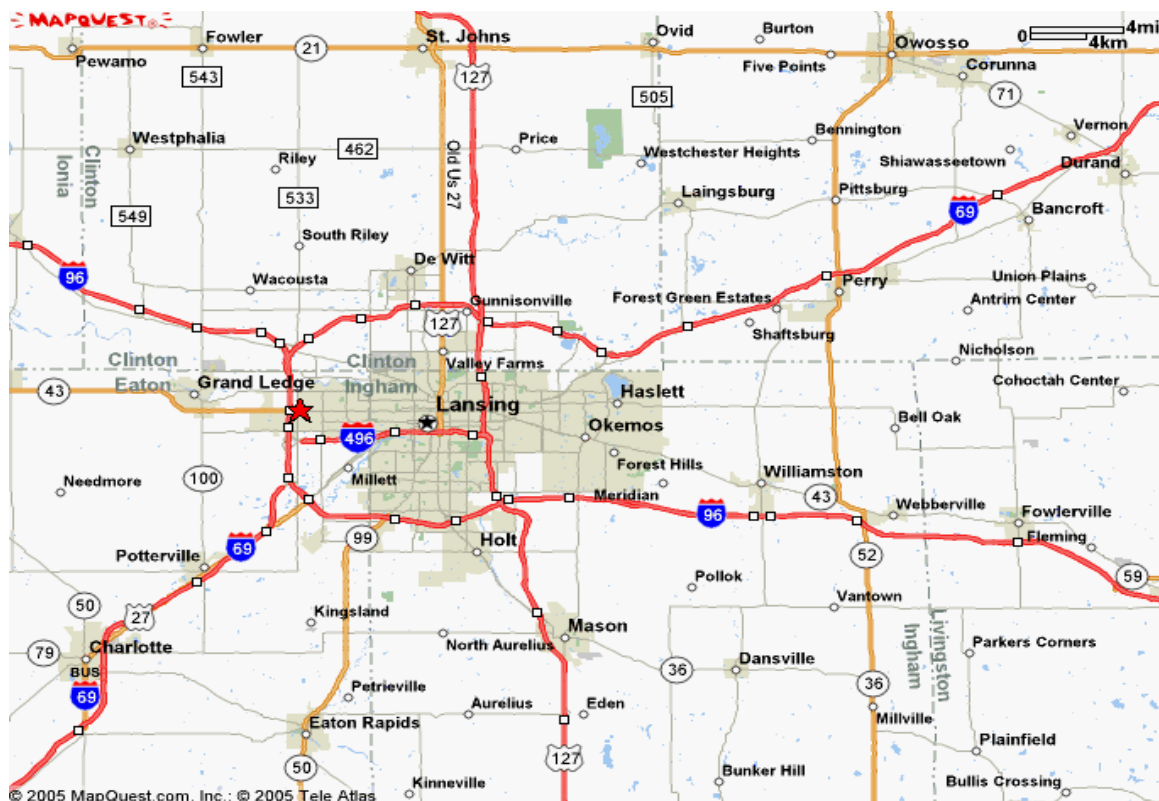 MAPQUEST
Fowler
21
St. Johns
Ovid
Burton
Owosso
0
4mi
4km
Pewamo
543
127
505
Five Points
Corunna
71
Westphalia
462
Riley
Clinton
Ionia
Old Us 27
Price
Westchester Heights
Bennington
Vernon
Shiawasseetown
Durand
533
549
Laingsburg
Pittsburg
69
Bancroft
South Riley
96
Wacousta
De Witt
Gunnisonville
127
Forest Green Estates
Perry
Union Plains
Antrim Center
Shaftsburg
Clinton
Eaton
Clinton
Ingham
Valley Farms
Nicholson
43
Grand Ledge
Lansing
Haslett
Cohoctah Center
Okemos
Bell Oak
496
Needmore
100
Millett
Forest Hills
Meridian
Williamston
43
Webberville
96
Fowlerville
Fleming
69
99
Holt
52
59
Potterville
Pollok
50
27
Kingsland
Vantown
79
Charlotte
BUS
69
North Aurelius
Mason
36
Dansville
36
Livingston
Ingham
Parkers Corners
Petrieville
Aurelius
Eden
Millville
Eaton Rapids
50
127
Plainfield
Kinneville
Bunker Hill
Bullis Crossing
© 2005 MapQuest.com, Inc.; © 2005 Tele Atlas